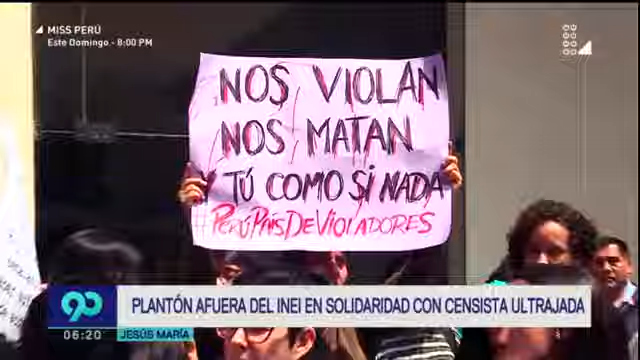 MISS PERÚ
Este Domingo - 8:00 PM
NOS VIOLAN
NOS MATAN
Y TÚ COMO SI NADA
#PERÚPAÍSDEVIOLADORES
90
PLANTÓN AFUERA DEL INEI EN SOLIDARIDAD CON CENSISTA ULTRAJADA
06:20
JESÚS MARÍA